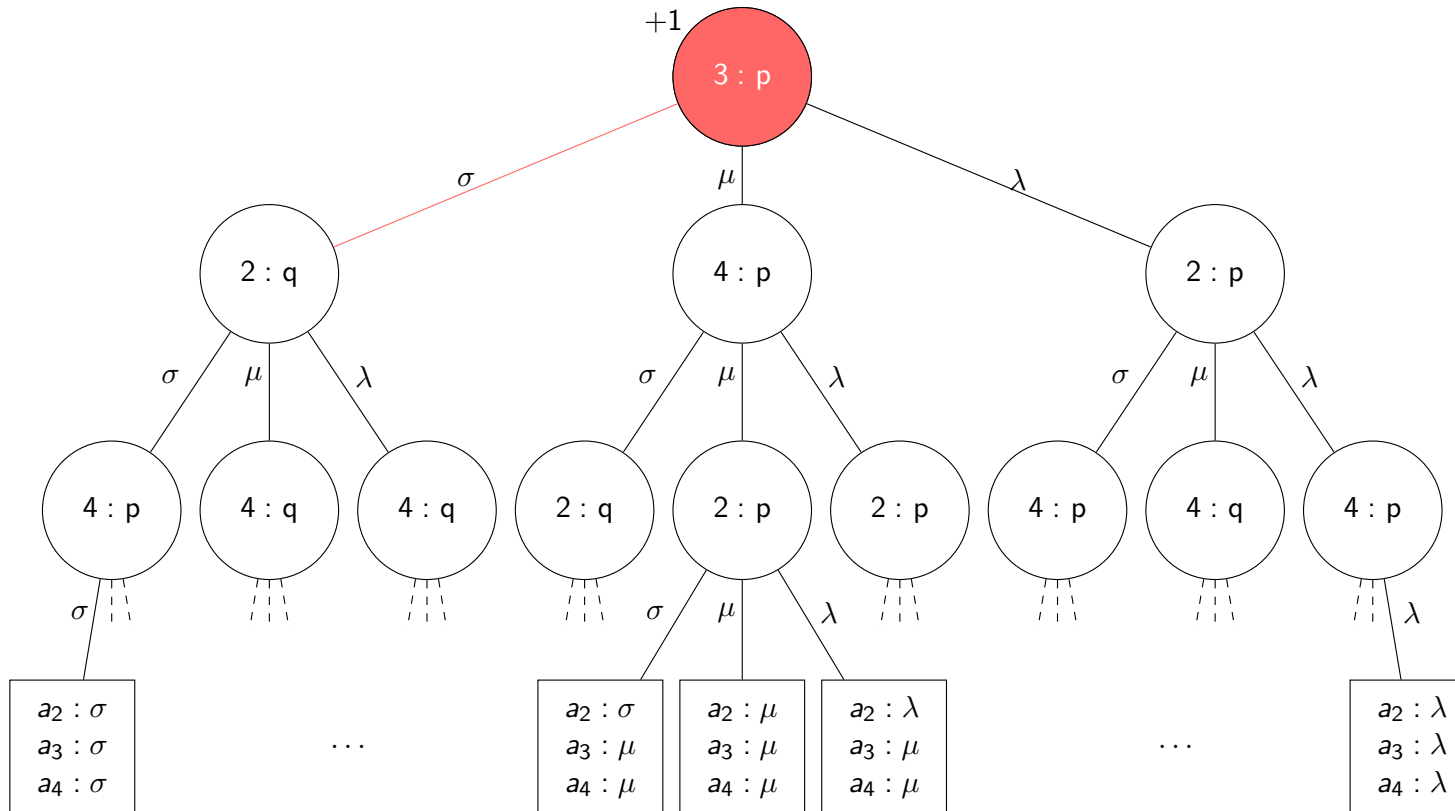 +1
3 : p
σ μ λ
2 : q 4 : p 2 : p
σ μ λ σ μ λ σ μ λ
4 : p 4 : q 4 : q 2 : q 2 : p 2 : p 4 : p 4 : q 4 : p
σ σ μ λ λ
a₂ : σ a₂ : σ a₂ : μ a₂ : λ a₂ : λ
a₃ : σ ... a₃ : μ a₃ : μ a₃ : μ ... a₃ : λ
a₄ : σ a₄ : μ a₄ : μ a₄ : μ a₄ : λ